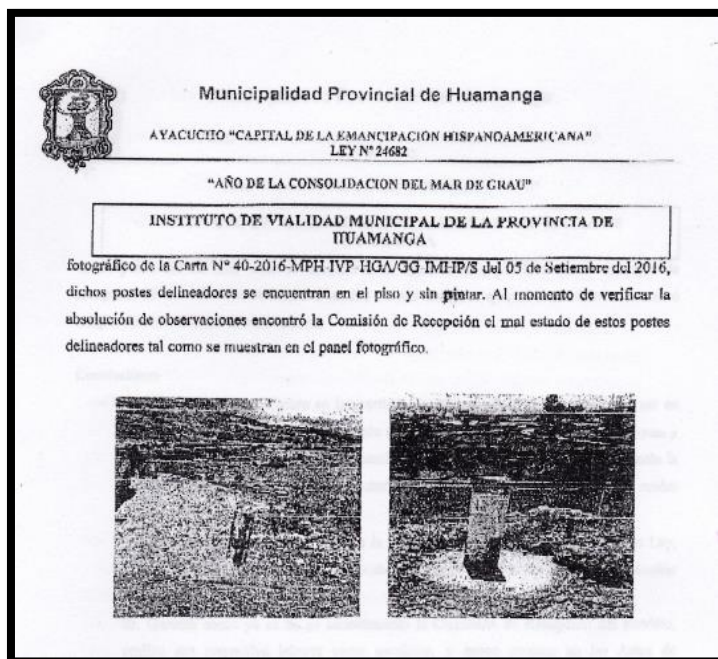 Municipalidad Provincial de Huamanga
AYACUCHO "CAPITAL DE LA EMANCIPACION HISPANOAMERICANA"
LEY Nº 24682
"AÑO DE LA CONSOLIDACION DEL MAR DE GRAU"
INSTITUTO DE VIALIDAD MUNICIPAL DE LA PROVINCIA DE
HUAMANGA
fotográfico de la Carta Nº 40-2016-MPH-IVP-HGA/GG-IMHP/S del 05 de Setiembre del 2016,
dichos postes delineadores se encuentran en el piso y sin pintar. Al momento de verificar la
absolución de observaciones encontró la Comisión de Recepción el mal estado de estos postes
delineadores tal como se muestran en el panel fotográfico.